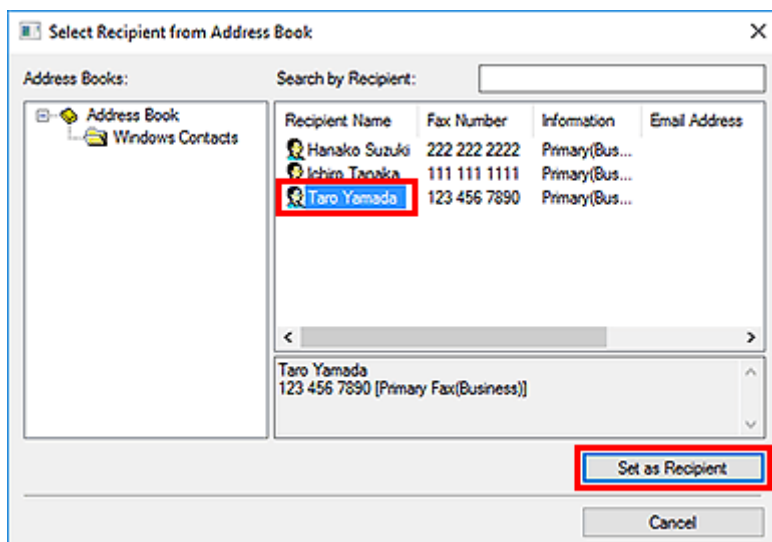 Select Recipient from Address Book
Address Books:
Search by Recipient:
Address Book
Windows Contacts
Recipient Name Fax Number Information Email Address
Hanako Suzuki 222 222 2222 Primary(Bus...
Ichiro Tanaka 111 111 1111 Primary(Bus...
Taro Yamada 123 456 7890 Primary(Bus...
Taro Yamada
123 456 7890 [Primary Fax(Business)]
Set as Recipient
Cancel